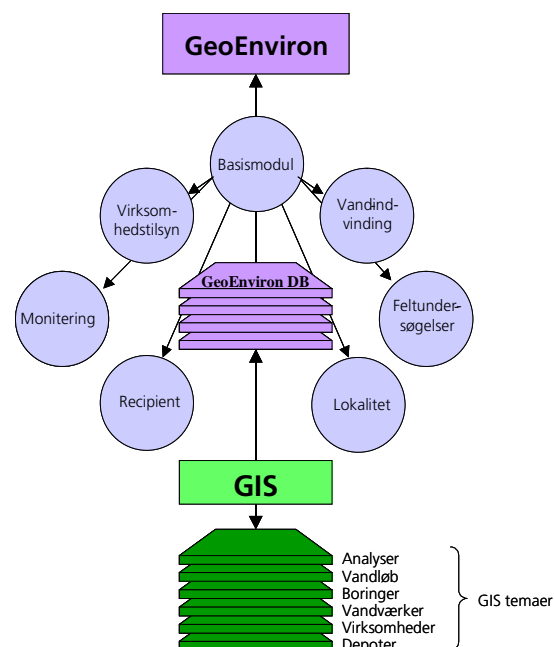 GeoEnviron
Basismodul
Virksom-
hedstilsyn
Vandind-
vinding
GeoEnviron DB
Monitering
Feltunder-
søgelser
Recipient
Lokalitet
GIS
Analyser
Vandløb
Boringer
Vandværker
Virksomheder
Depoter
GIS temaer